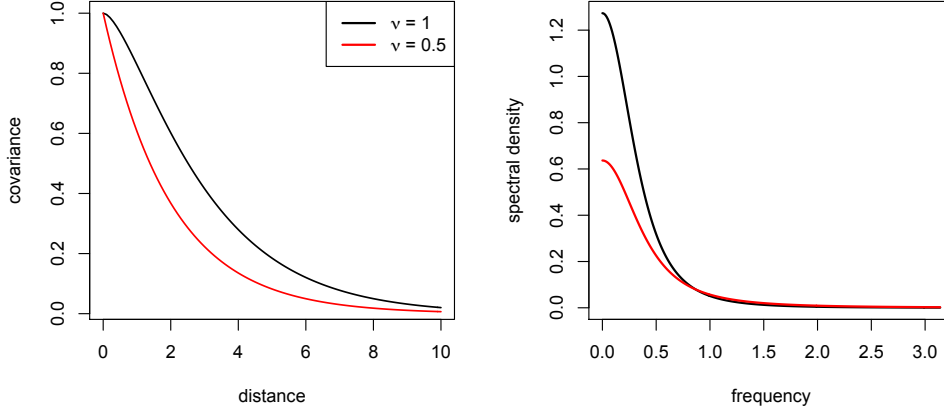 covariance
1.0
0.8
0.6
0.4
0.2
0.0
0 2 4 6 8 10
distance
ν = 1
ν = 0.5
spectral density
1.2
1.0
0.8
0.6
0.4
0.2
0.0
0.0 0.5 1.0 1.5 2.0 2.5 3.0
frequency